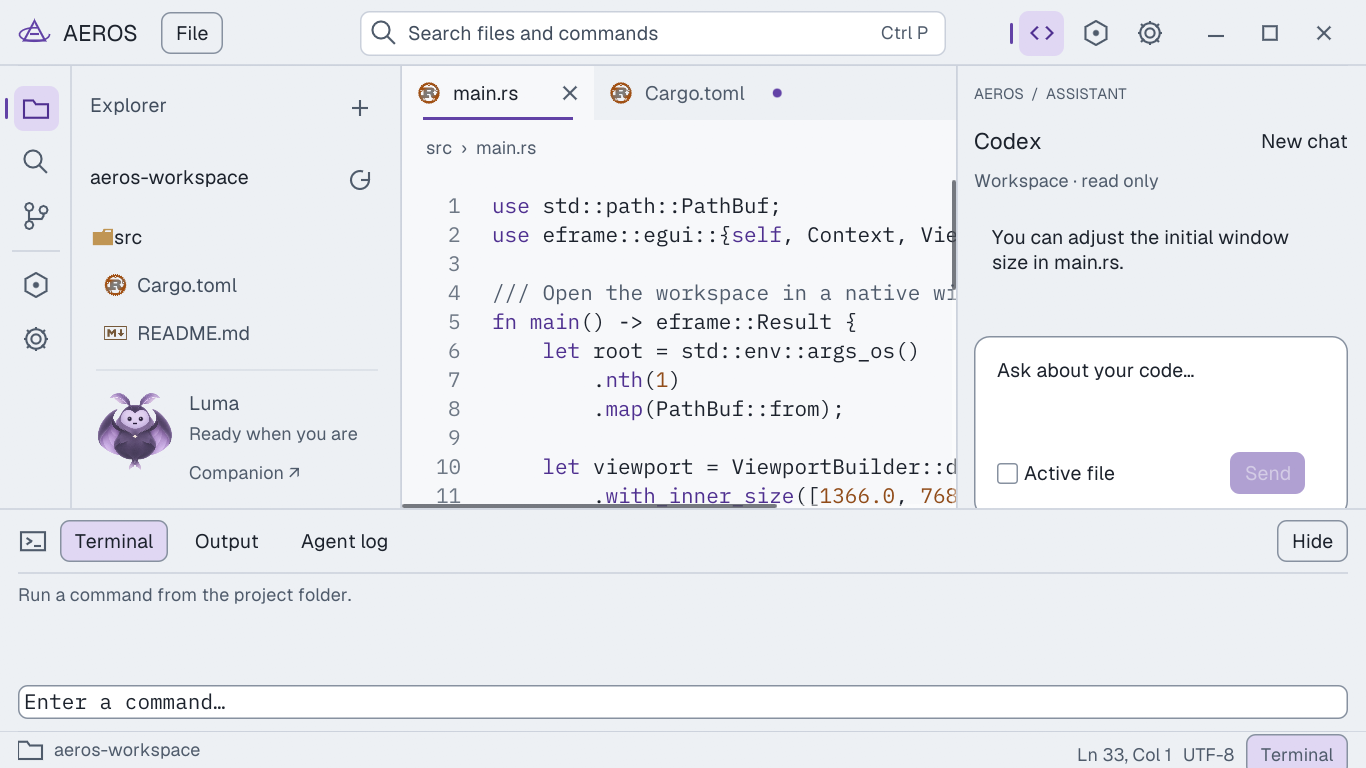 AEROS File Search files and commands Ctrl P
Explorer
aeros-workspace
src
Cargo.toml
README.md
Luma
Ready when you are
Companion ↗
main.rs Cargo.toml
src › main.rs
1 use std::path::PathBuf;
2 use eframe::egui::{self, Context, Vie
3
4 /// Open the workspace in a native wi
5 fn main() -> eframe::Result {
6 let root = std::env::args_os()
7 .nth(1)
8 .map(PathBuf::from);
9
10 let viewport = ViewportBuilder::d
11 .with_inner_size([1366.0, 768
AEROS / ASSISTANT
Codex New chat
Workspace · read only
You can adjust the initial window
size in main.rs.
Ask about your code…
Active file Send
Terminal Output Agent log Hide
Run a command from the project folder.
Enter a command…
aeros-workspace Ln 33, Col 1 UTF-8 Terminal